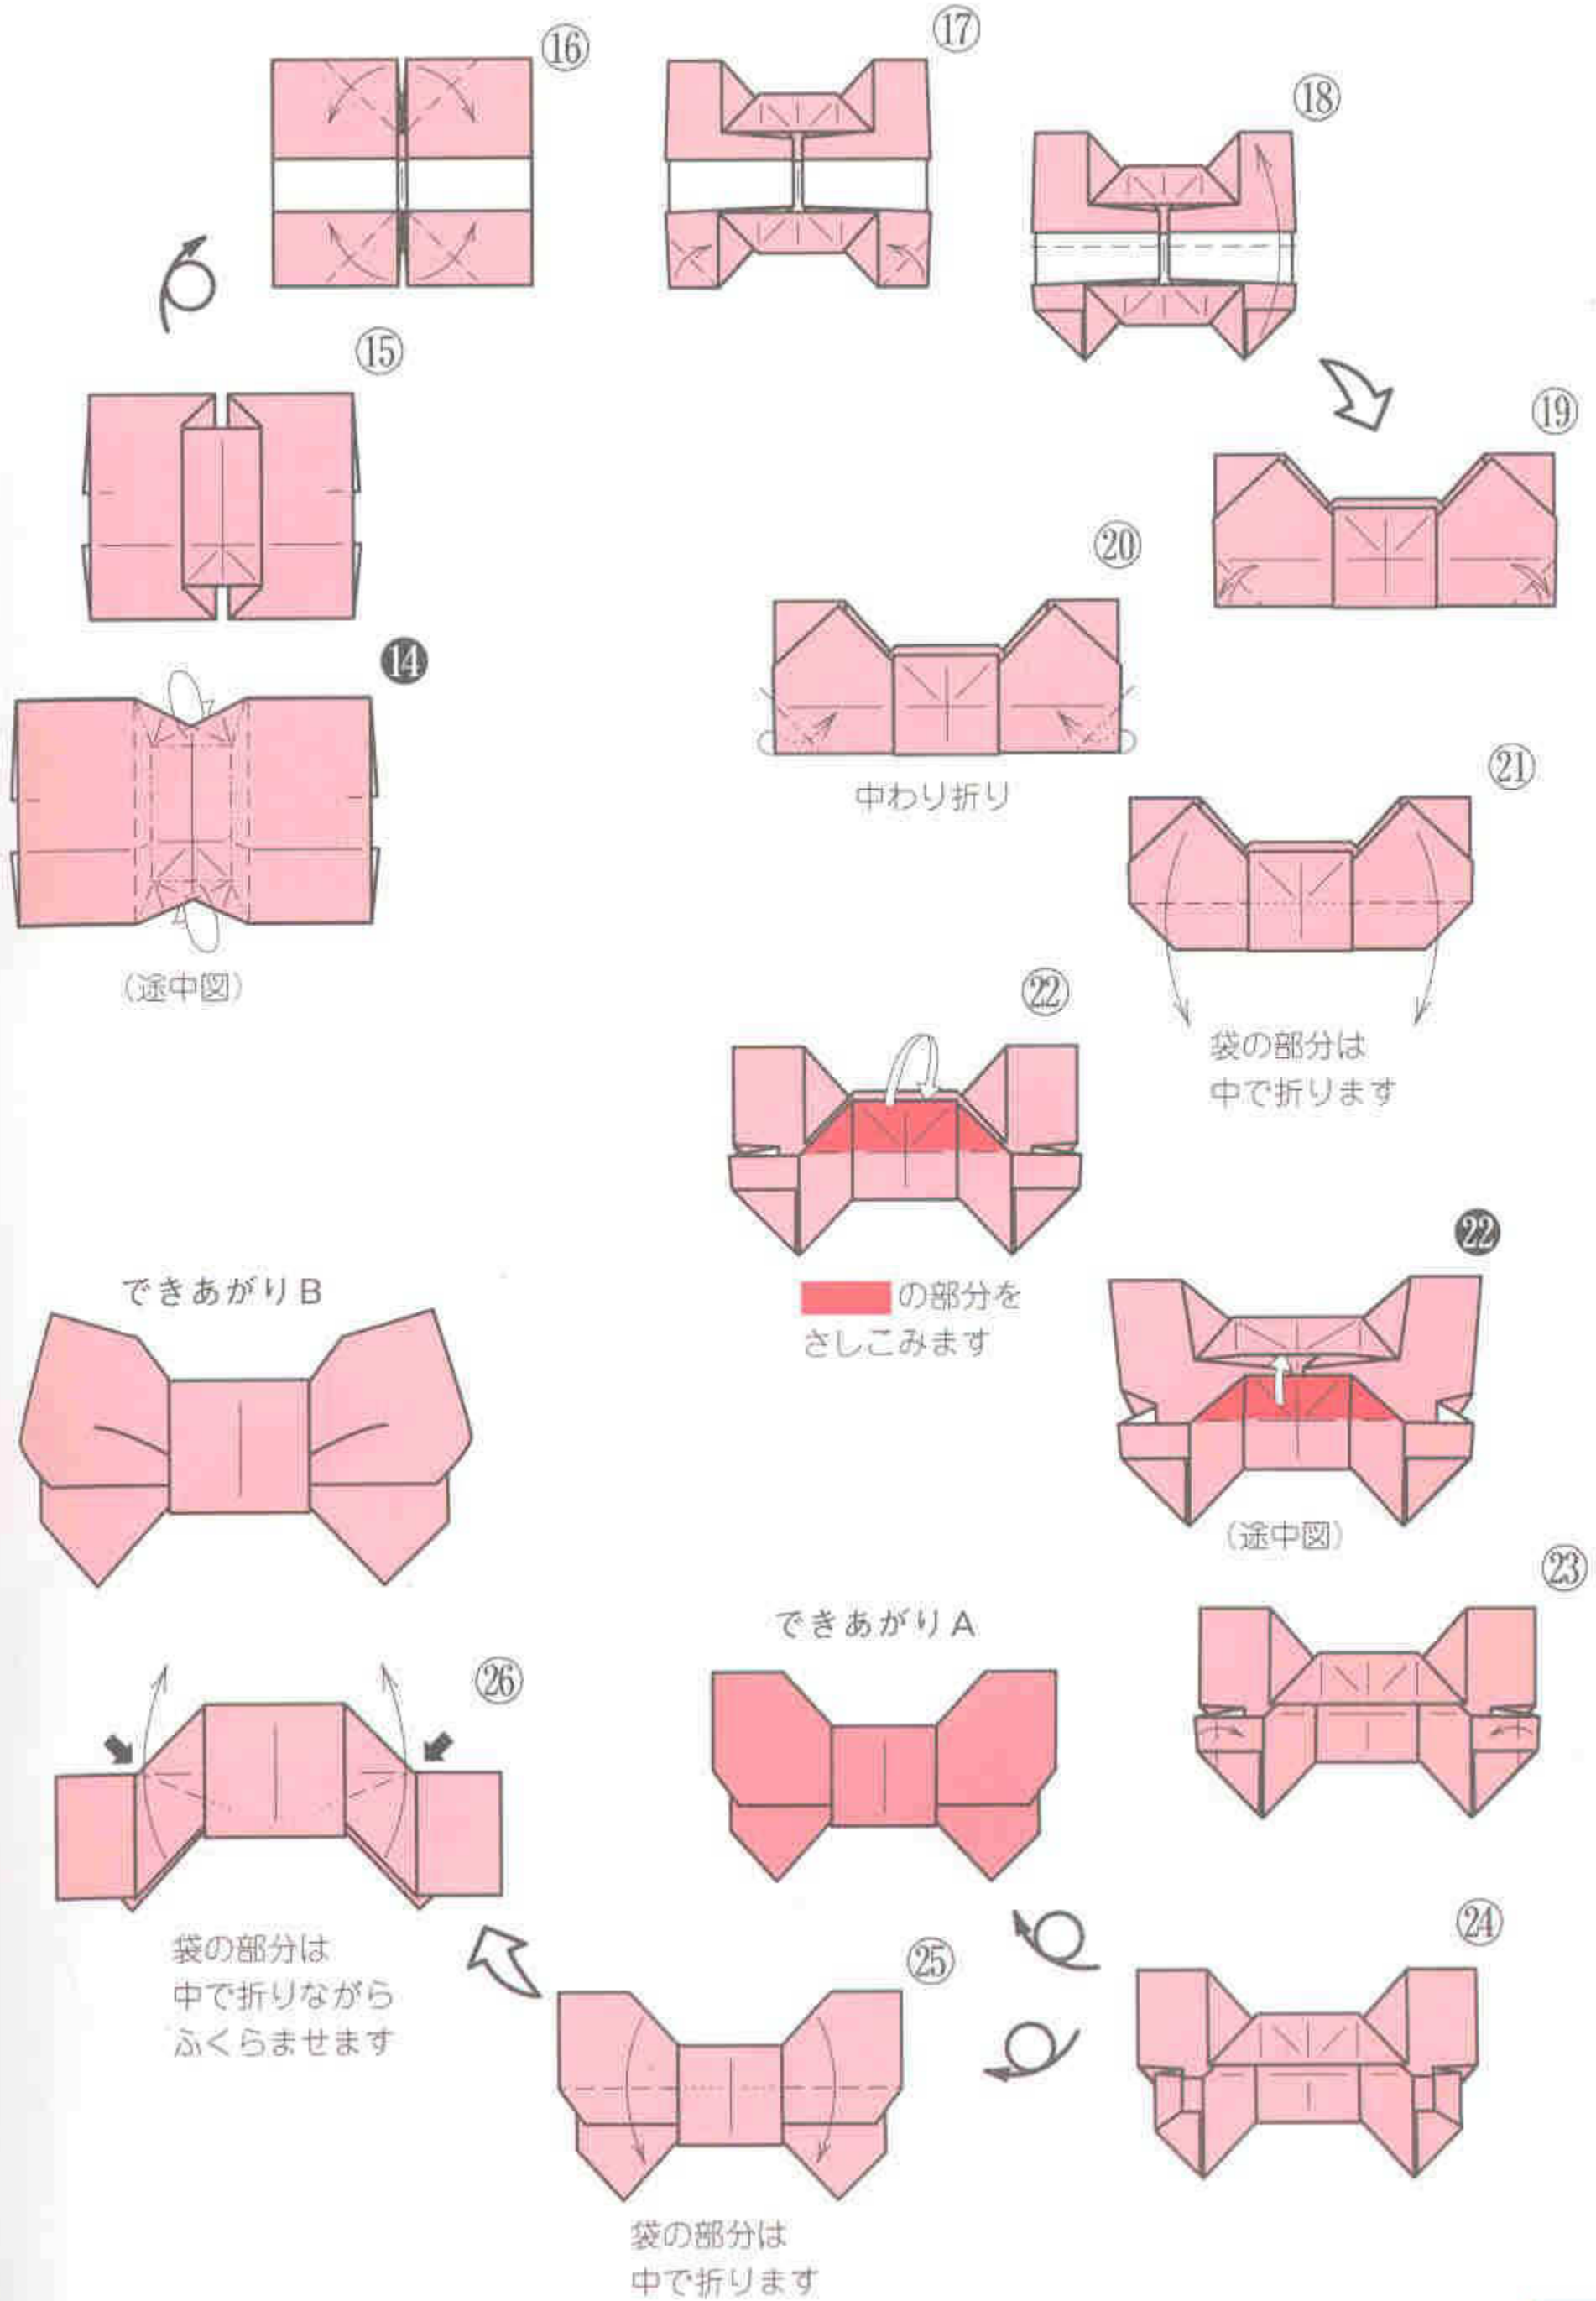 ⑭
(途中図)
⑮
⑯
⑰
⑱
⑲
⑳
中わり折り
㉑
袋の部分は
中で折ります
㉒
の部分を
さしこみます
㉒
(途中図)
㉓
㉔
できあがりA
㉕
袋の部分は
中で折ります
㉖
袋の部分は
中で折りながら
ふくらませます
できあがりB